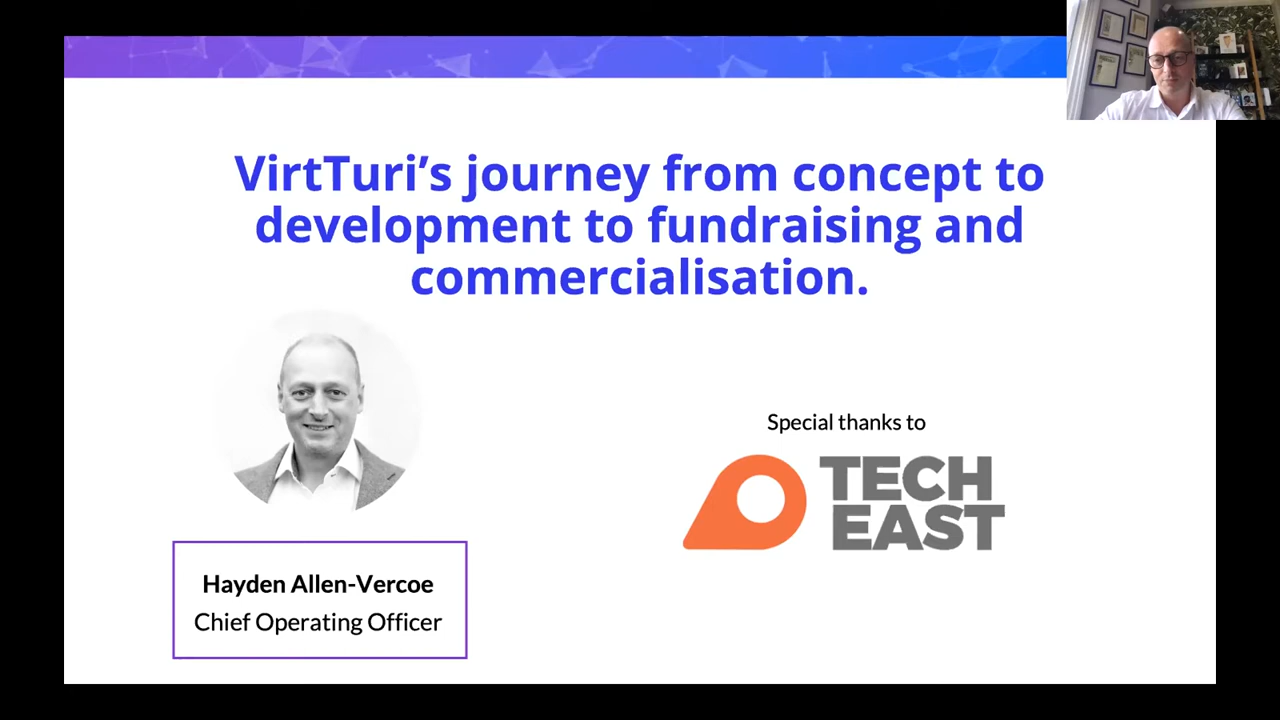 VirtTuri’s journey from concept to
development to fundraising and
commercialisation.
Special thanks to
TECH
EAST
Hayden Allen-Vercoe
Chief Operating Officer